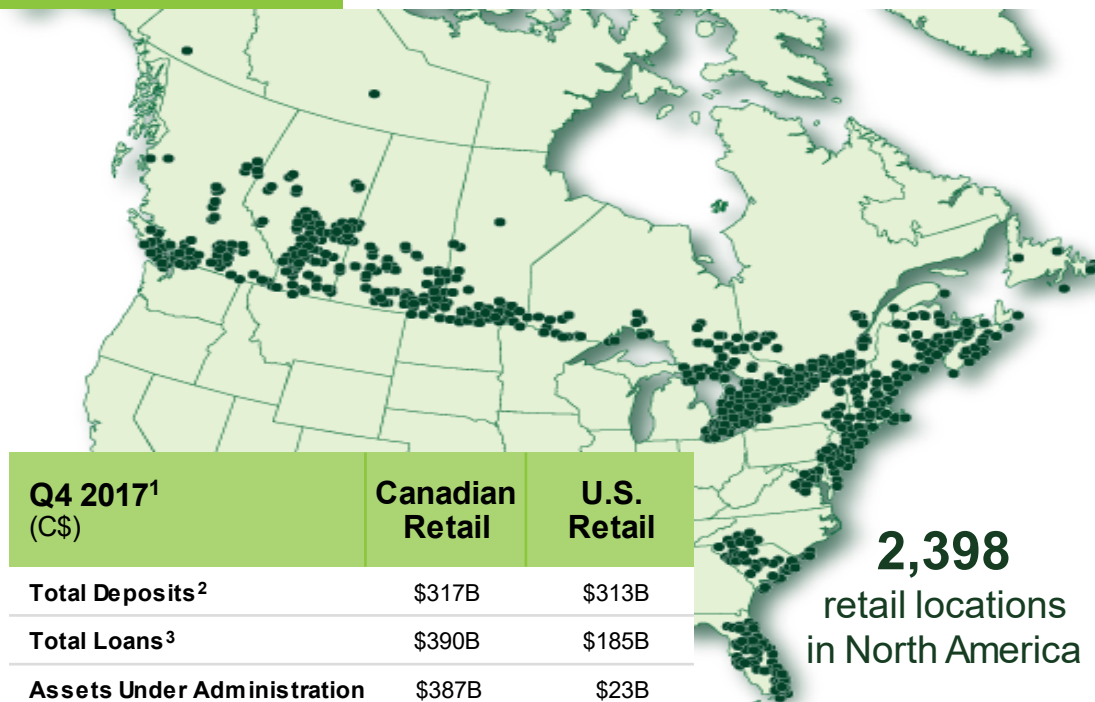 Q4 2017¹ Canadian Retail U.S. Retail
(C$)
Total Deposits² $317B $313B
Total Loans³ $390B $185B
Assets Under Administration $387B $23B
2,398
retail locations
in North America